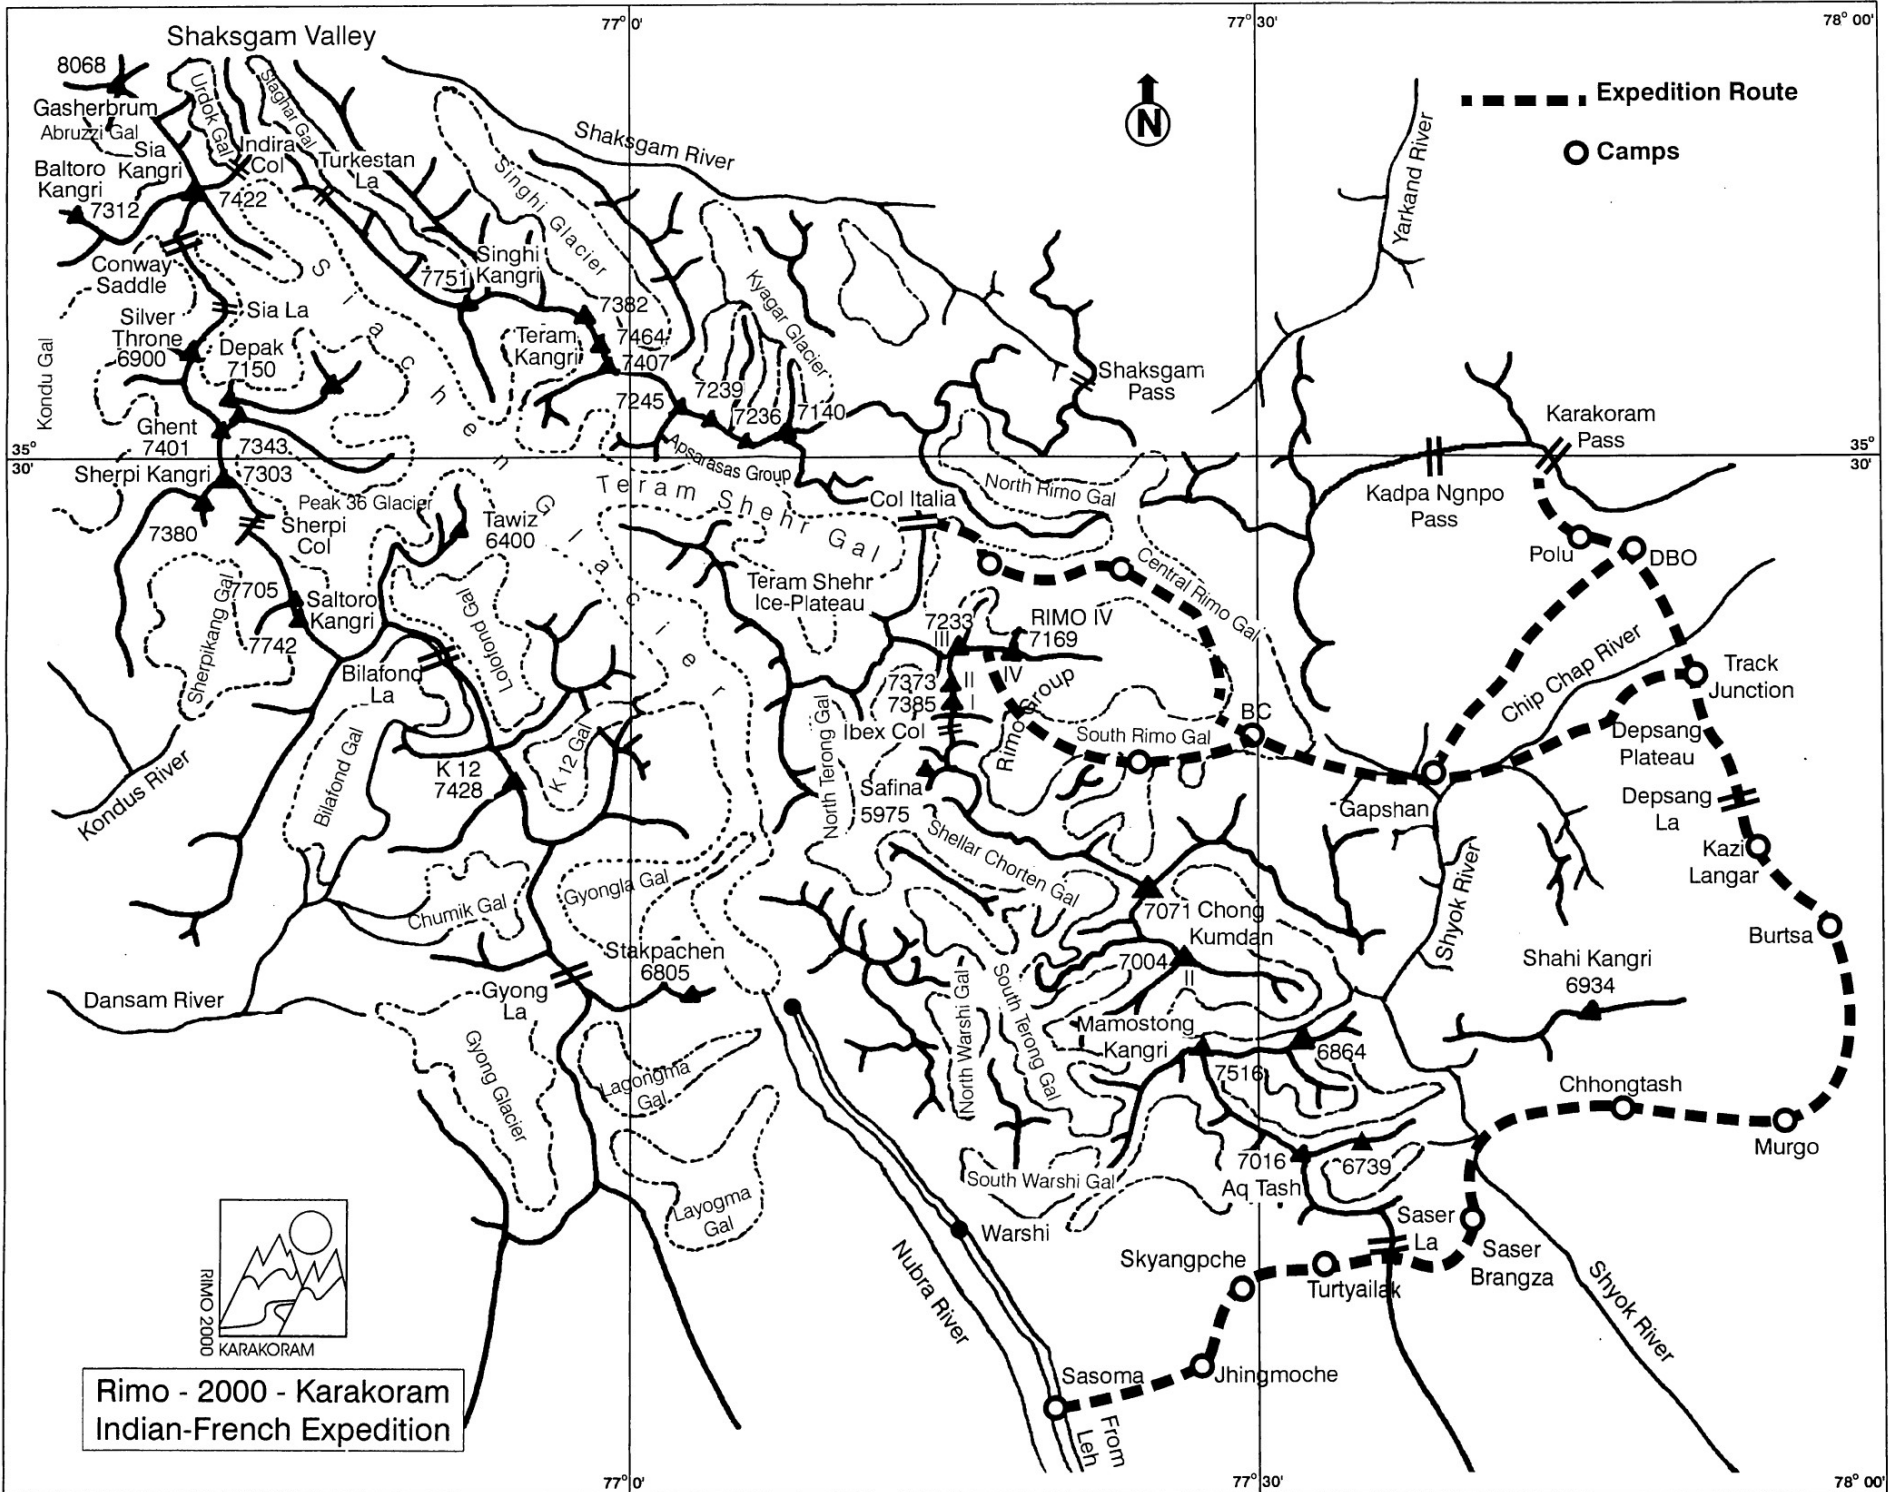 77° 0'
77° 30'
78° 00'
Shaksgam Valley
8068
Gasherbrum
Abruzzi Gal
Urdok Gal
Staghar Gal
Sia
Kangri
Indira
Col
Turkestan
La
Baltoro
Kangri
7312
7422
Shaksgam River
Singhi Glacier
Yarkand River
N
Expedition Route
Camps
Conway
Saddle
Singhi
Kangri
7751
Siachen Glacier
Kyagar Glacier
Sia La
Silver
Throne
6900
Depak
7150
Kondu Gal
Teram
Kangri
7382
7464
7407
7245
7239
7236
7140
Shaksgam
Pass
Karakoram
Pass
Ghent
7401
7343
35°
30'
35°
30'
Sherpi Kangri
7303
7380
Apsarasas Group
Teram Shehr Gal
Col Italia
North Rimo Gal
Kadpa Ngnpo
Pass
Peak 36 Glacier
Sherpi
Col
Tawiz
6400
Polu
DBO
Teram Shehr
Ice-Plateau
Central Rimo Gal
Sherpikang Gal
7705
Saltoro
Kangri
7742
Lolofond Gal
7233
III
RIMO IV
7169
IV
Bilafond
La
7373
II
7385
I
Chip Chap River
Track
Junction
Kondus River
Bilafond Gal
K 12
7428
K 12 Gal
North Terong Gal
Ibex Col
Rimo Group
South Rimo Gal
BC
Depsang
Plateau
Safina
5975
Gapshan
Depsang
La
Kazi
Langar
Shellar Chorten Gal
Gyongla Gal
Chumik Gal
7071
Chong
Kumdan
Shyok River
Burtsa
Dansam River
Gyong
La
Stakpachen
6805
7004
II
Shahi Kangri
6934
North Warshi Gal
South Terong Gal
Gyong Glacier
Lagongma
Gal
Mamostong
Kangri
6864
7516
Chhongtash
Murgo
7016
Aq Tash
6739
South Warshi Gal
Layogma
Gal
Warshi
Saser
La
Saser
Brangza
Skyangpche
Turtyailak
Nubra River
Shyok River
RIMO 2000
KARAKORAM
Sasoma
Jhingmoche
From
Leh
Rimo - 2000 - Karakoram
Indian-French Expedition
77° 0'
77° 30'
78° 00'